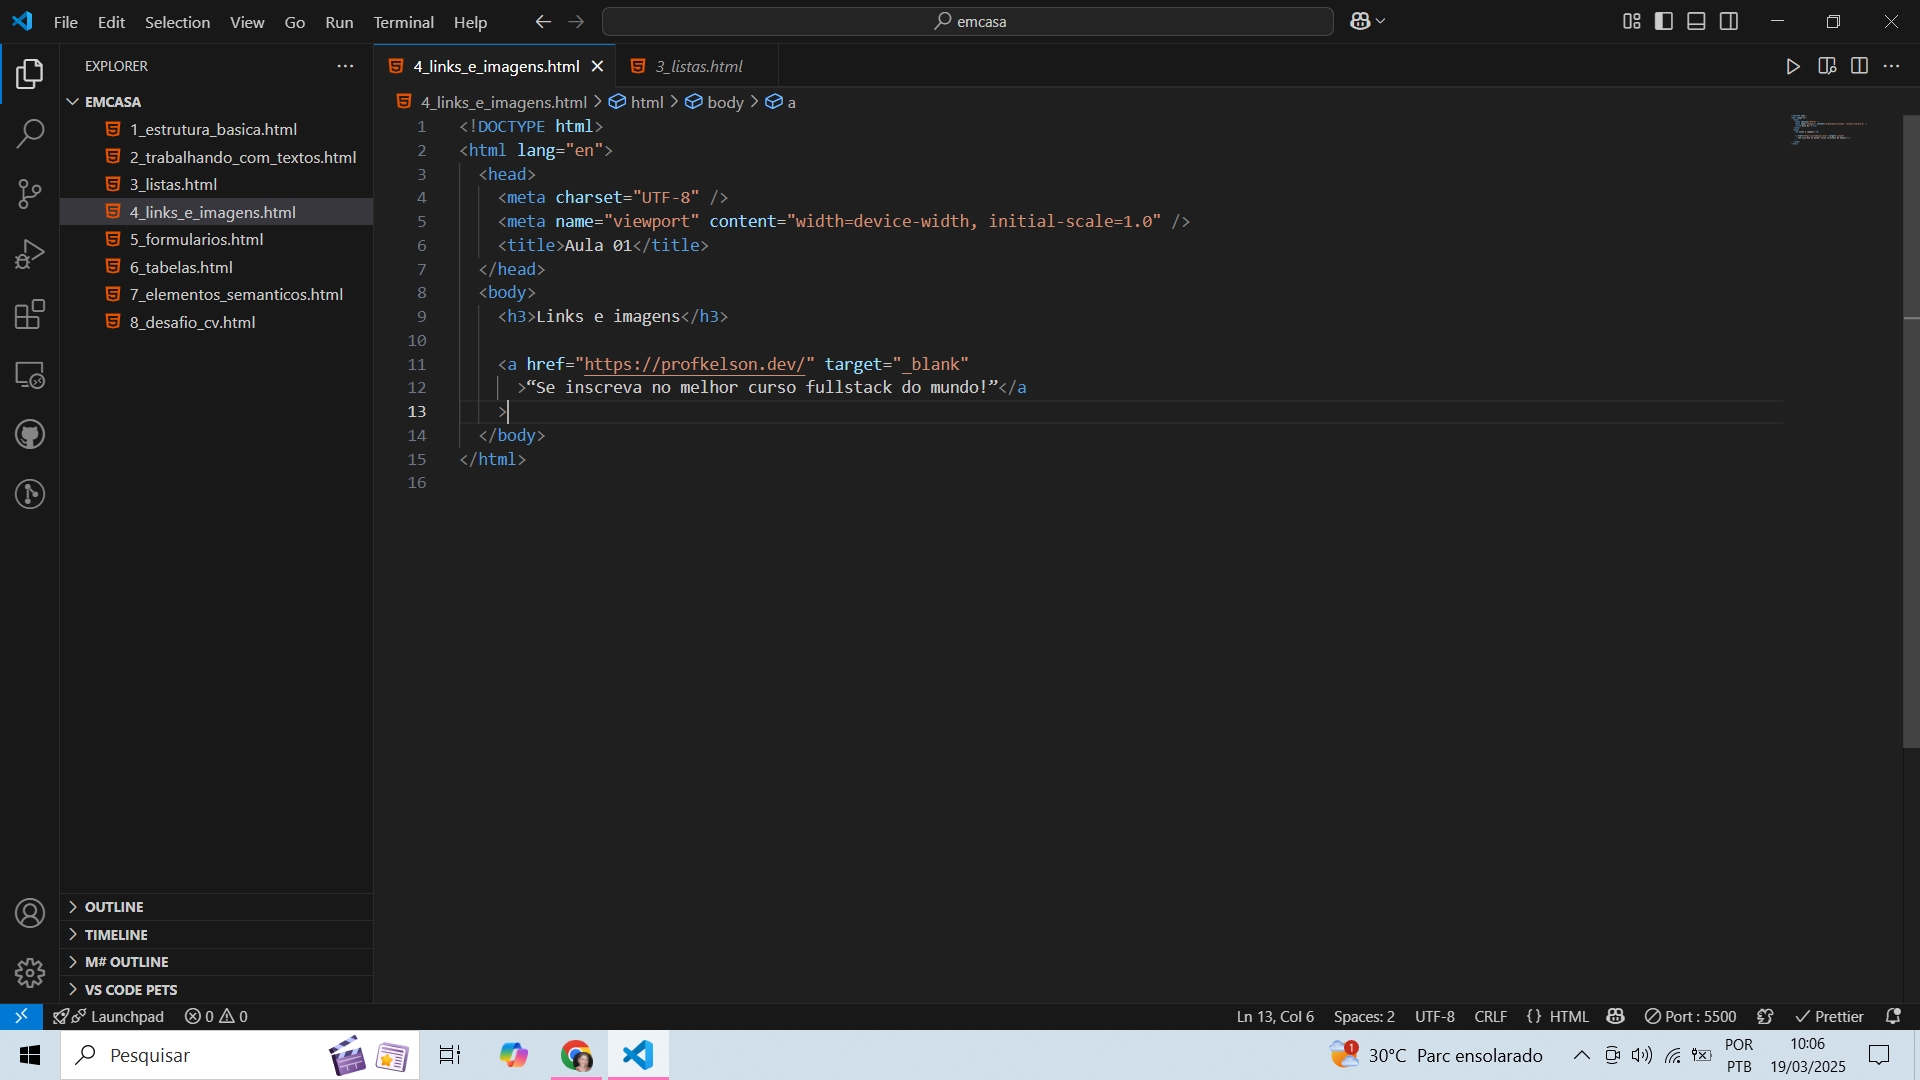 File Edit Selection View Go Run Terminal Help
emcasa
EXPLORER
EMCASA
1_estrutura_basica.html
2_trabalhando_com_textos.html
3_listas.html
4_links_e_imagens.html
5_formularios.html
6_tabelas.html
7_elementos_semanticos.html
8_desafio_cv.html
OUTLINE
TIMELINE
M# OUTLINE
VS CODE PETS
4_links_e_imagens.html 3_listas.html
4_links_e_imagens.html > html > body > a
1 <!DOCTYPE html>
2 <html lang="en">
3 <head>
4 <meta charset="UTF-8" />
5 <meta name="viewport" content="width=device-width, initial-scale=1.0" />
6 <title>Aula 01</title>
7 </head>
8 <body>
9 <h3>Links e imagens</h3>
10
11 <a href="https://profkelson.dev/" target="_blank"
12 >“Se inscreva no melhor curso fullstack do mundo!”</a
13 >
14 </body>
15 </html>
16
Launchpad 0 0 Ln 13, Col 6 Spaces: 2 UTF-8 CRLF {} HTML Port : 5500 Prettier
Pesquisar 1 30°C Parc ensolarado POR PTB 10:06 19/03/2025